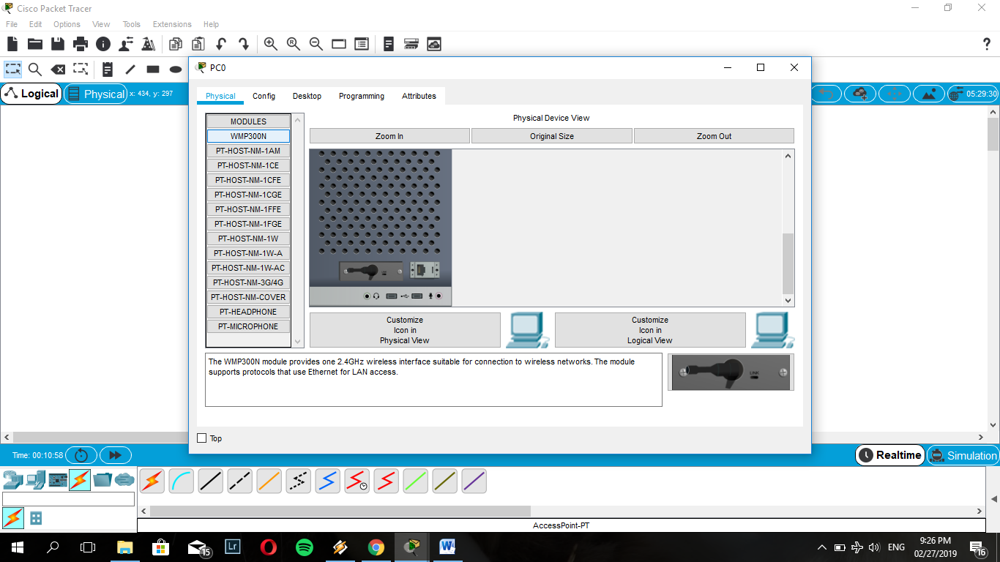 Cisco Packet Tracer
File Edit Options View Tools Extensions Help
?
PC0
Logical
Physical
x: 434, y: 297
05:29:30
Physical Config Desktop Programming Attributes
MODULES
WMP300N
PT-HOST-NM-1AM
PT-HOST-NM-1CE
PT-HOST-NM-1CFE
PT-HOST-NM-1CGE
PT-HOST-NM-1FFE
PT-HOST-NM-1FGE
PT-HOST-NM-1W
PT-HOST-NM-1W-A
PT-HOST-NM-1W-AC
PT-HOST-NM-3G/4G
PT-HOST-NM-COVER
PT-HEADPHONE
PT-MICROPHONE
Physical Device View
Zoom In
Original Size
Zoom Out
Customize
Icon in
Physical View
Customize
Icon in
Logical View
The WMP300N module provides one 2.4GHz wireless interface suitable for connection to wireless networks. The module
supports protocols that use Ethernet for LAN access.
LINK
Top
Time: 00:10:58
Realtime
Simulation
AccessPoint-PT
15
Lr
W
ENG
9:26 PM
02/27/2019
16